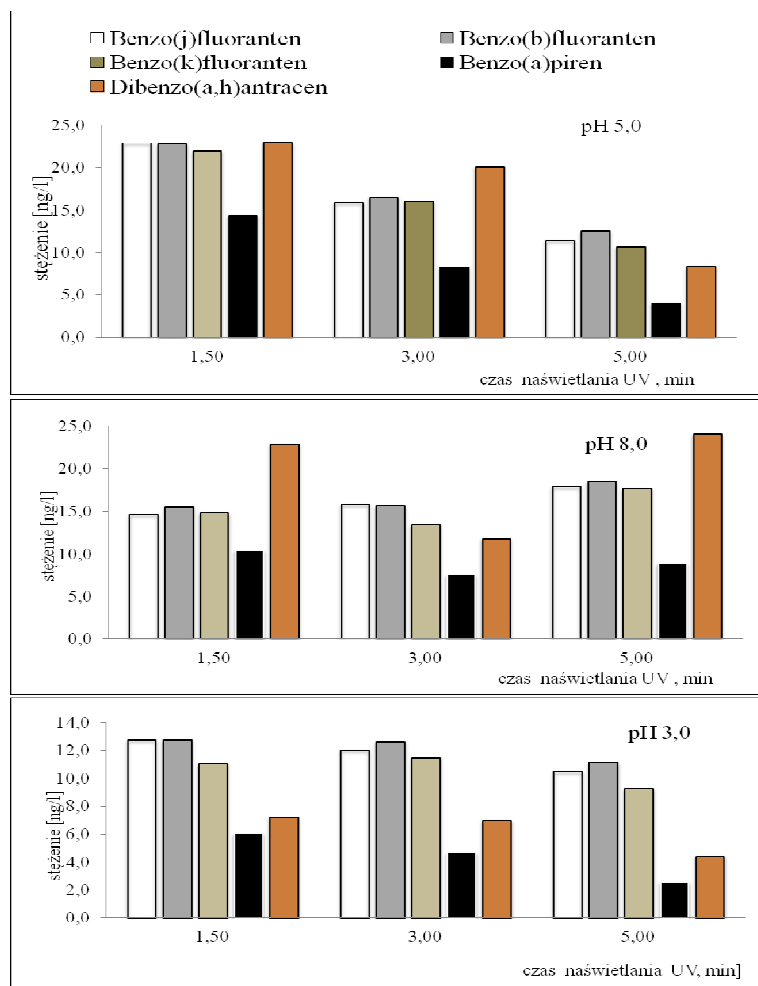 Benzo(j)fluoranten Benzo(b)fluoranten
Benzo(k)fluoranten Benzo(a)piren
Dibenzo(a,h)antracen
pH 5,0
stężenie [ng/l]
25,0
20,0
15,0
10,0
5,0
0,0
1,50 3,00 5,00
czas naświetlania UV , min
pH 8,0
stężenie [ng/l]
25,0
20,0
15,0
10,0
5,0
0,0
1,50 3,00 5,00
czas naświetlania UV , min
pH 3,0
stężenie [ng/l]
14,0
12,0
10,0
8,0
6,0
4,0
2,0
0,0
1,50 3,00 5,00
czas naświetlania UV, min]